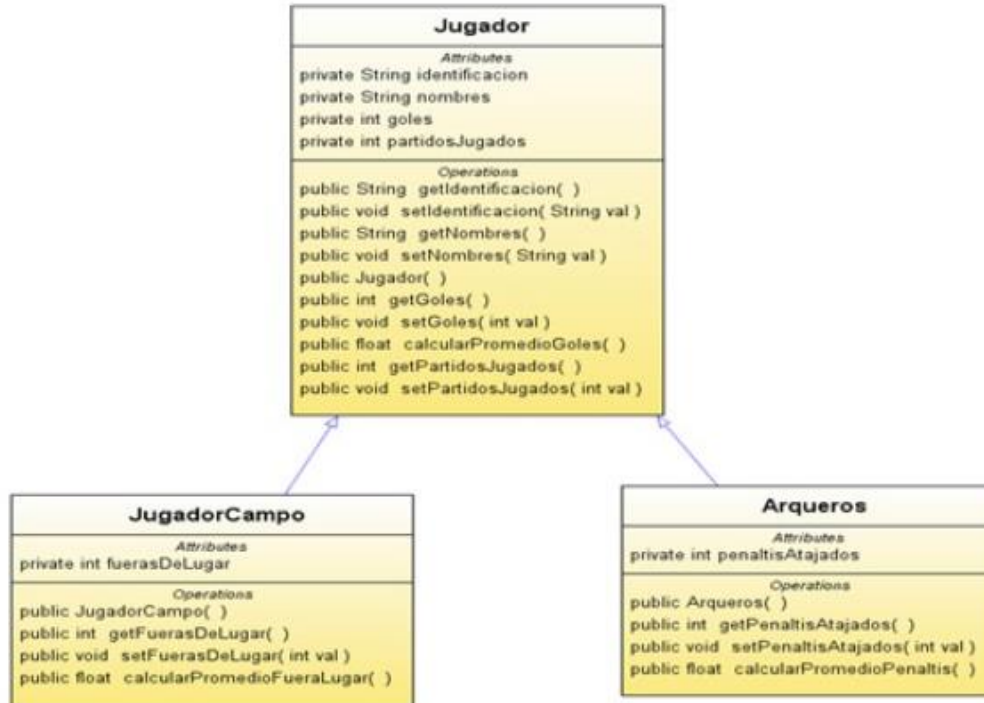 Jugador
Attributes
private String identificacion
private String nombres
private int goles
private int partidosJugados
Operations
public String getIdentificacion( )
public void setIdentificacion( String val )
public String getNombres( )
public void setNombres( String val )
public Jugador( )
public int getGoles( )
public void setGoles( int val )
public float calcularPromedioGoles( )
public int getPartidosJugados( )
public void setPartidosJugados( int val )
JugadorCampo
Attributes
private int fuerasDeLugar
Operations
public JugadorCampo( )
public int getFuerasDeLugar( )
public void setFuerasDeLugar( int val )
public float calcularPromedioFueraLugar( )
Arqueros
Attributes
private int penaltisAtajados
Operations
public Arqueros( )
public int getPenaltisAtajados( )
public void setPenaltisAtajados( int val )
public float calcularPromedioPenaltis( )